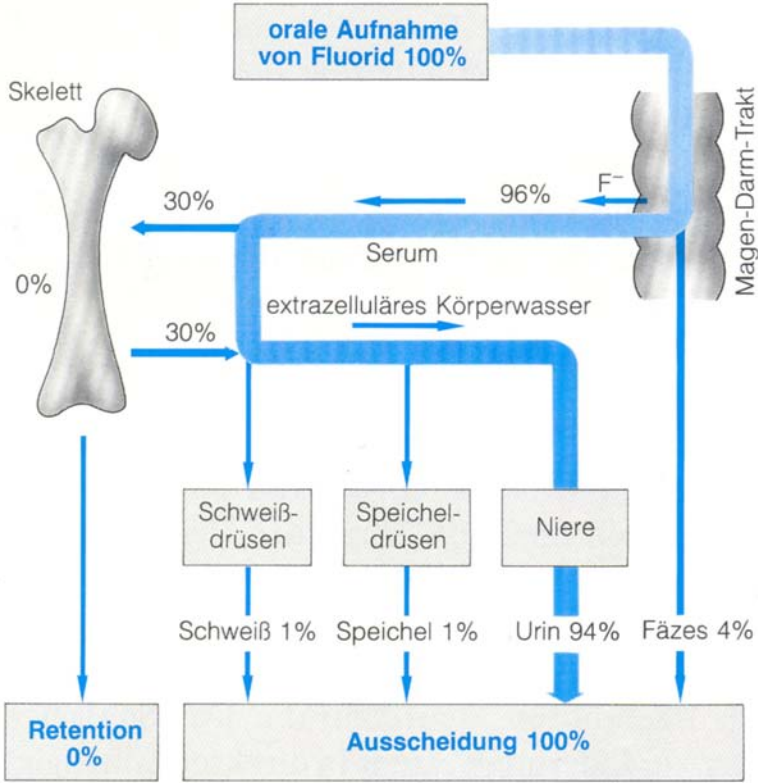 orale Aufnahme
von Fluorid 100%
Skelett
Magen-Darm-Trakt
F⁻
96%
30%
Serum
0%
extrazelluläres Körperwasser
30%
Schweiß-
drüsen
Speichel-
drüsen
Niere
Schweiß 1%
Speichel 1%
Urin 94%
Fäzes 4%
Retention
0%
Ausscheidung 100%